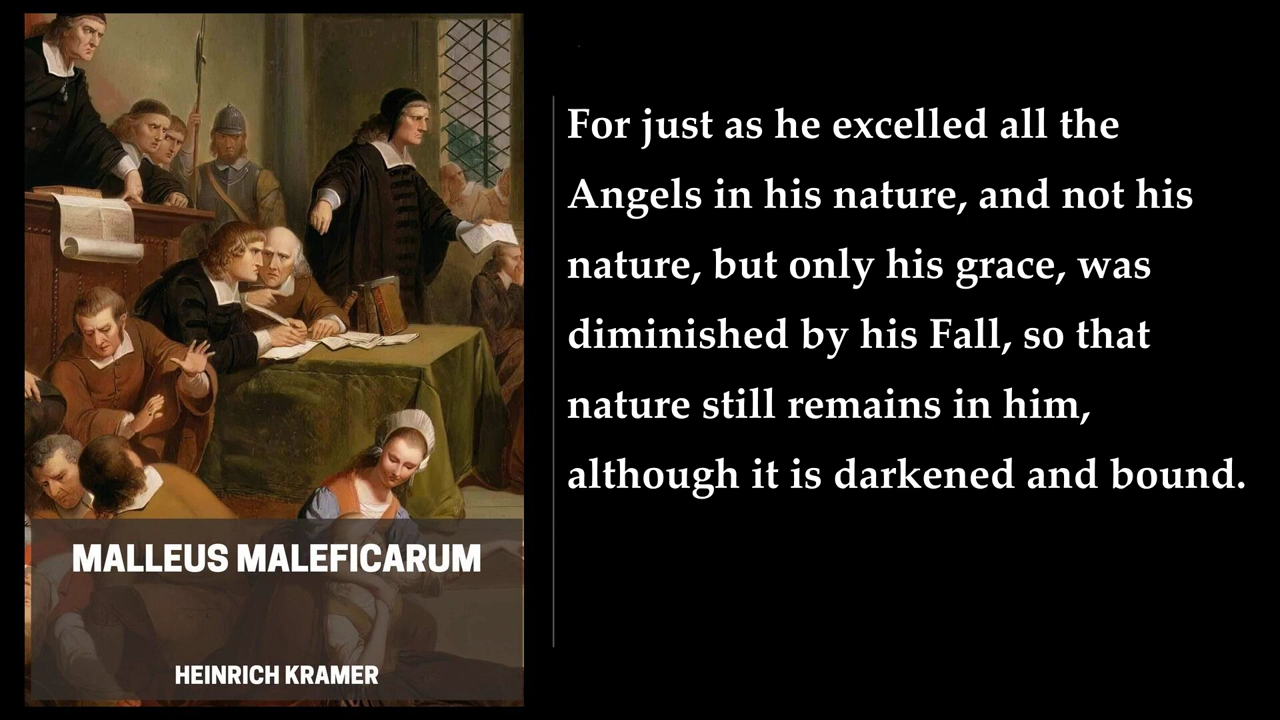 MALLEUS MALEFICARUM
HEINRICH KRAMER
For just as he excelled all the
Angels in his nature, and not his
nature, but only his grace, was
diminished by his Fall, so that
nature still remains in him,
although it is darkened and bound.